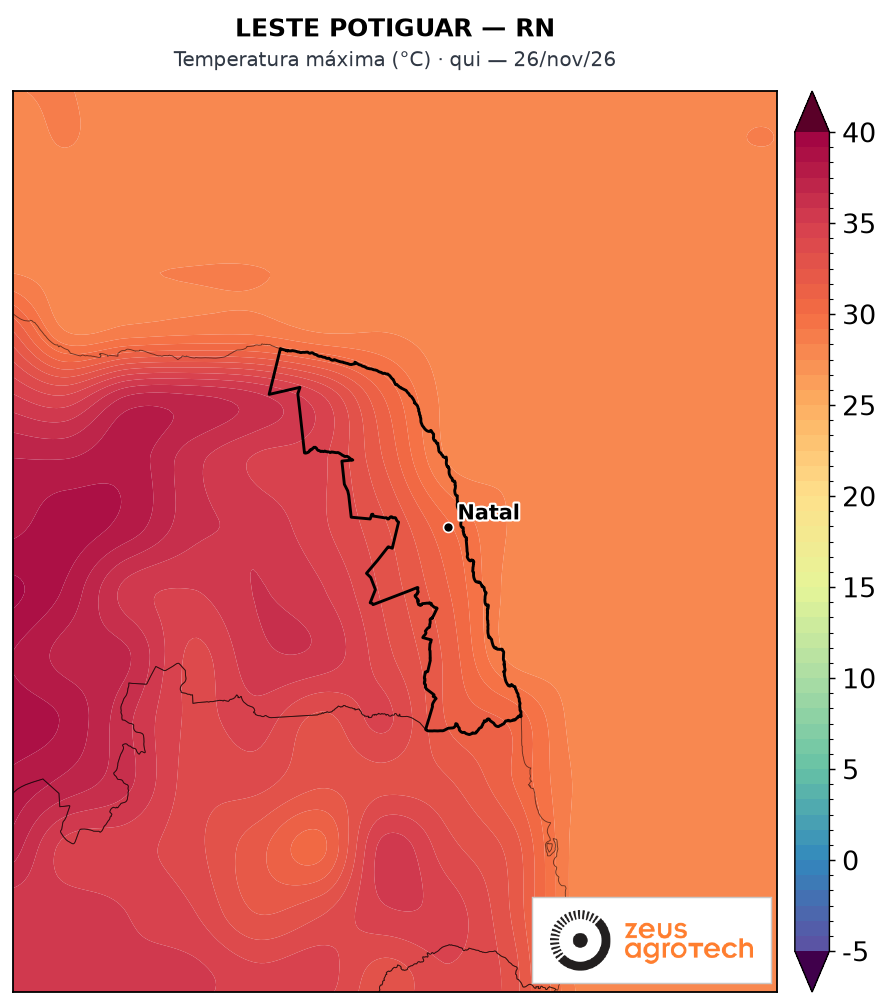 LESTE POTIGUAR — RN
Temperatura máxima (°C) · qui — 26/nov/26
40
35
30
25
20
15
10
5
0
-5
Natal
zeus
agrotech